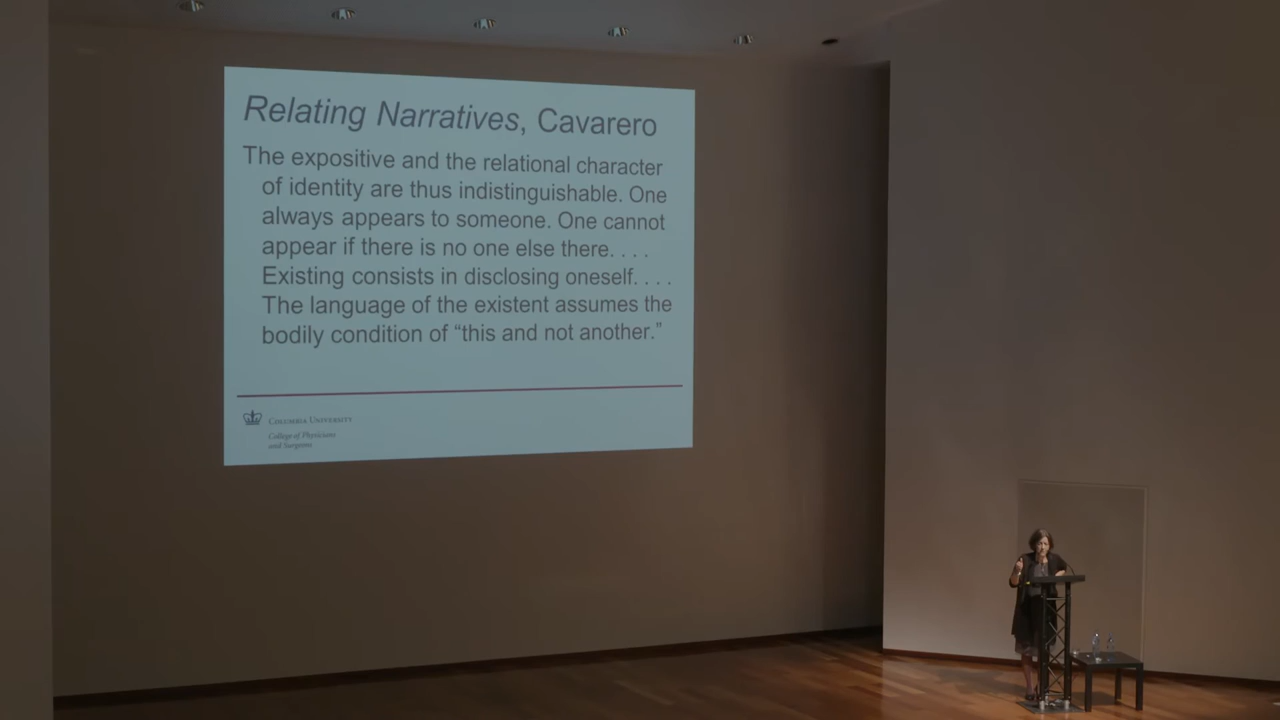 Relating Narratives, Cavarero
The expositive and the relational character
of identity are thus indistinguishable. One
always appears to someone. One cannot
appear if there is no one else there. . . .
Existing consists in disclosing oneself. . . .
The language of the existent assumes the
bodily condition of “this and not another.”
COLUMBIA UNIVERSITY
College of Physicians
and Surgeons